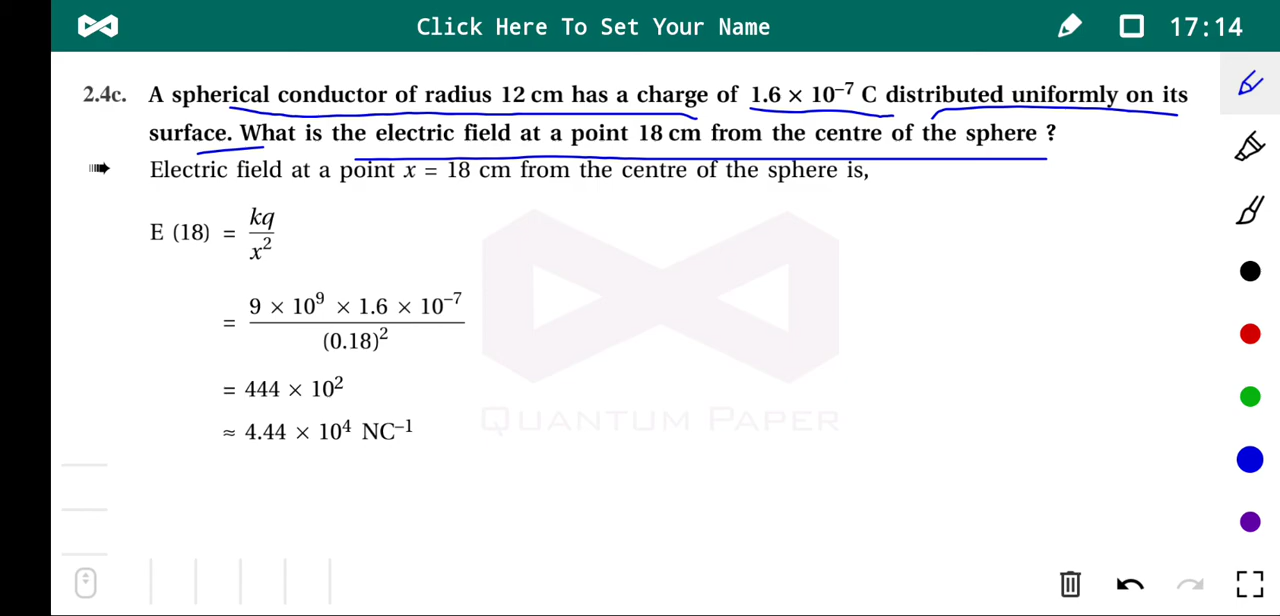 Click Here To Set Your Name
17:14
2.4c. A spherical conductor of radius 12 cm has a charge of 1.6 × 10⁻⁷ C distributed uniformly on its
surface. What is the electric field at a point 18 cm from the centre of the sphere ?
Electric field at a point x = 18 cm from the centre of the sphere is,
E (18) = kq / x²
= 9 × 10⁹ × 1.6 × 10⁻⁷ / (0.18)²
= 444 × 10²
≈ 4.44 × 10⁴ NC⁻¹
QUANTUM PAPER